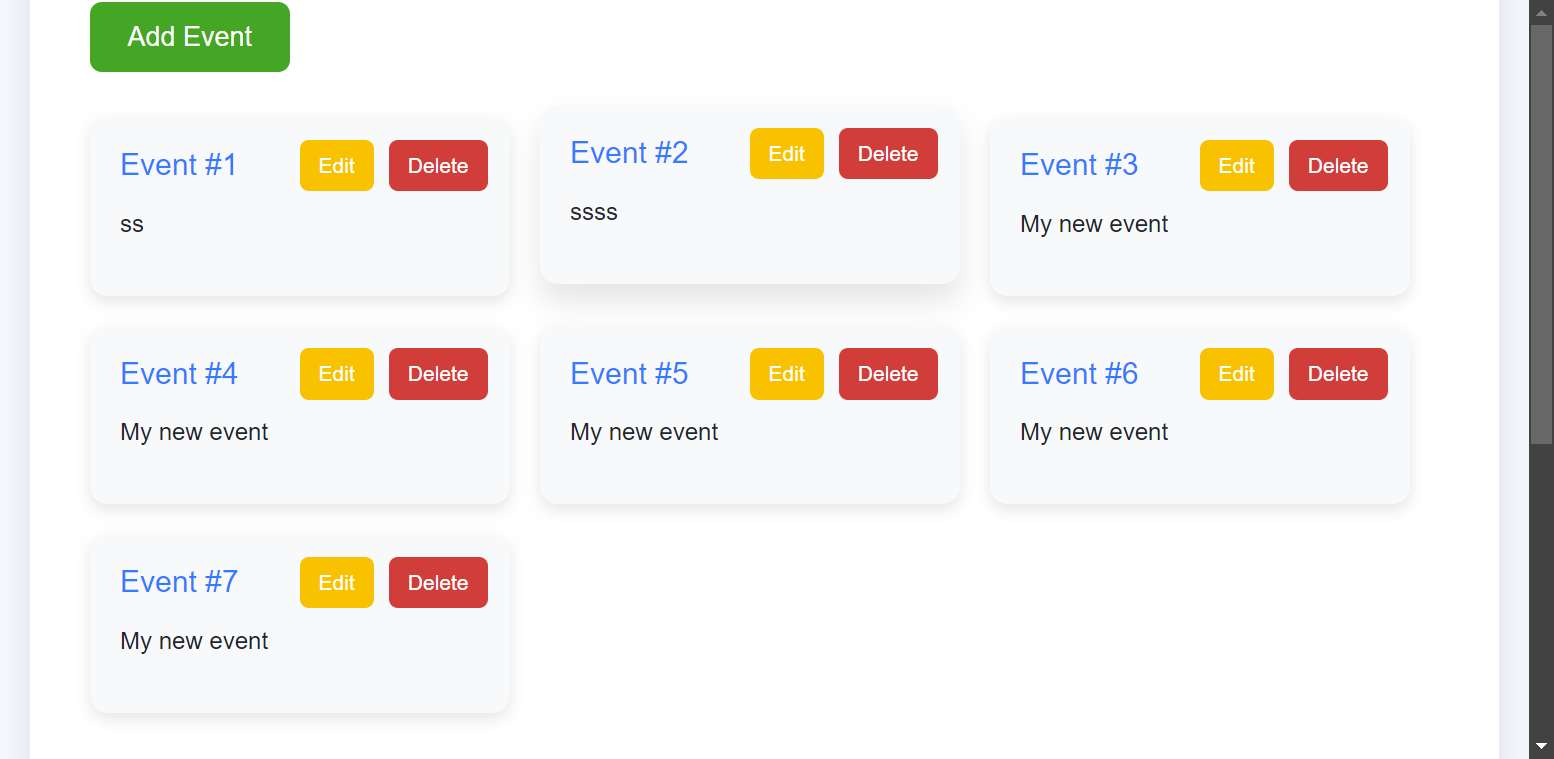 Add Event
Event #1 Edit Delete
ss
Event #2 Edit Delete
ssss
Event #3 Edit Delete
My new event
Event #4 Edit Delete
My new event
Event #5 Edit Delete
My new event
Event #6 Edit Delete
My new event
Event #7 Edit Delete
My new event